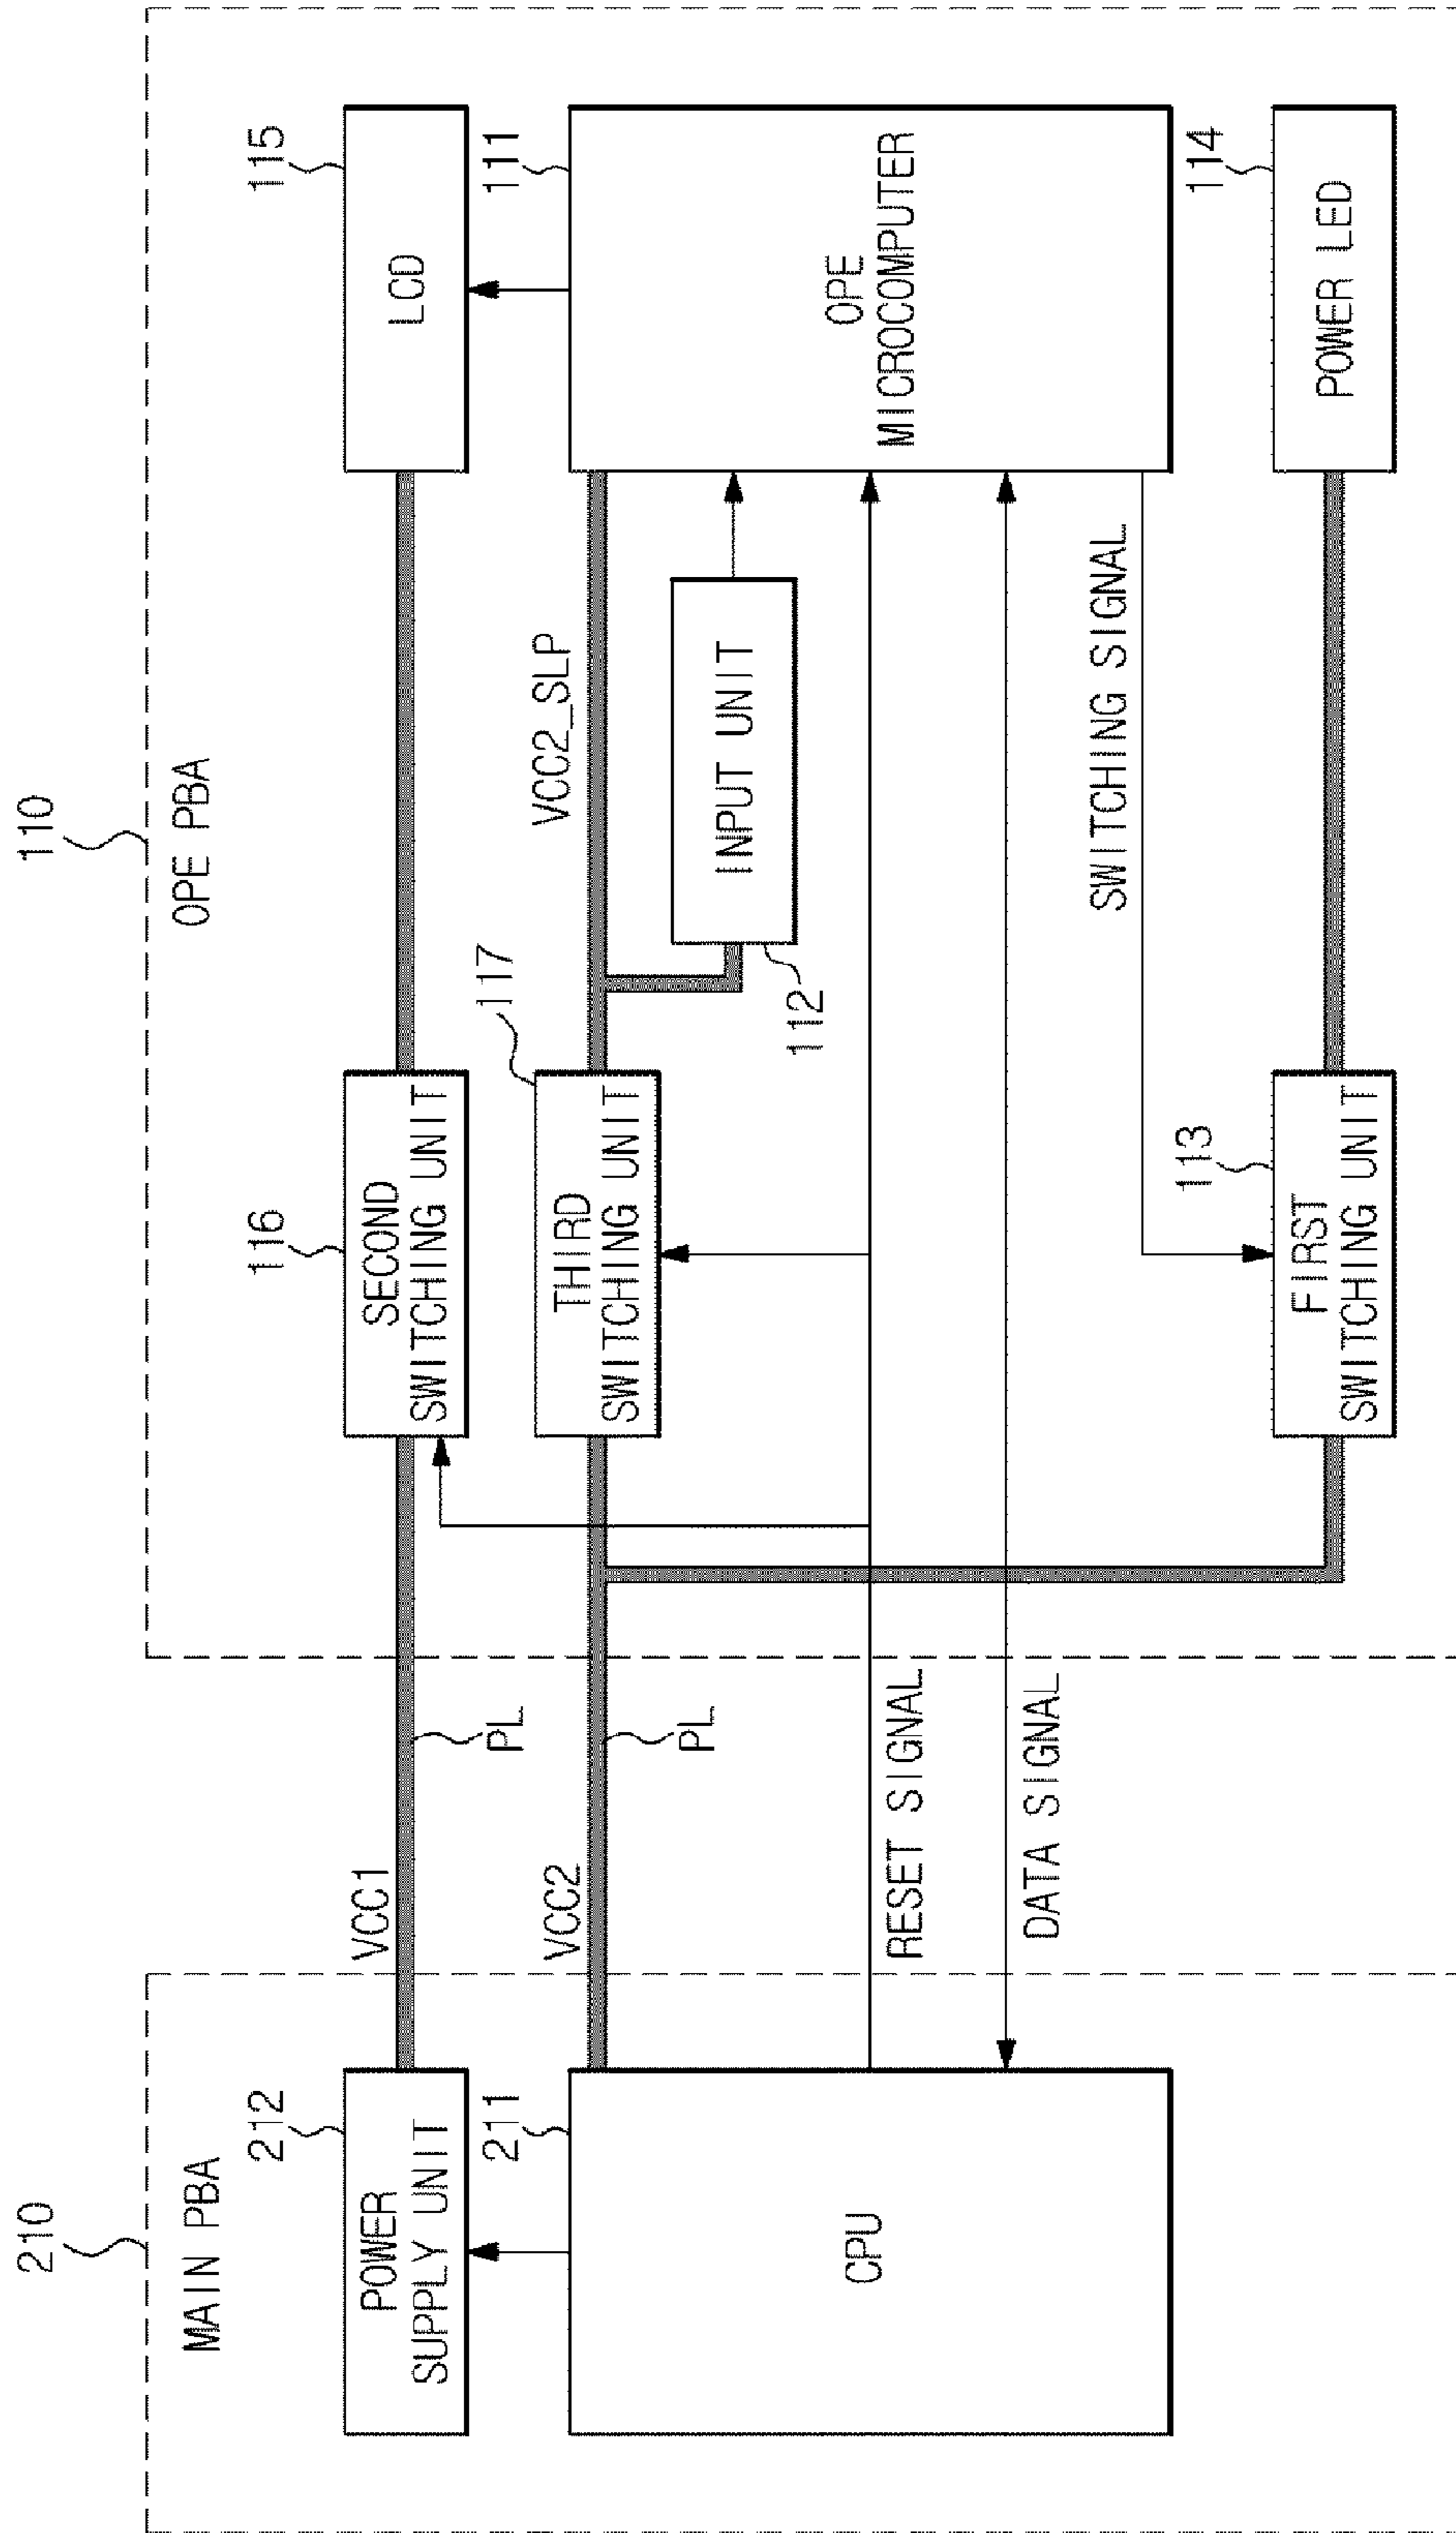 210
110
MAIN PBA
OPE PBA
212
POWER
SUPPLY UNIT
VCC1
PL
116
SECOND
SWITCHING UNIT
115
LCD
211
CPU
VCC2
PL
117
THIRD
SWITCHING UNIT
VCC2_SLP
111
OPE
MICROCOMPUTER
112
INPUT UNIT
RESET SIGNAL
DATA SIGNAL
SWITCHING SIGNAL
113
FIRST
SWITCHING UNIT
114
POWER LED